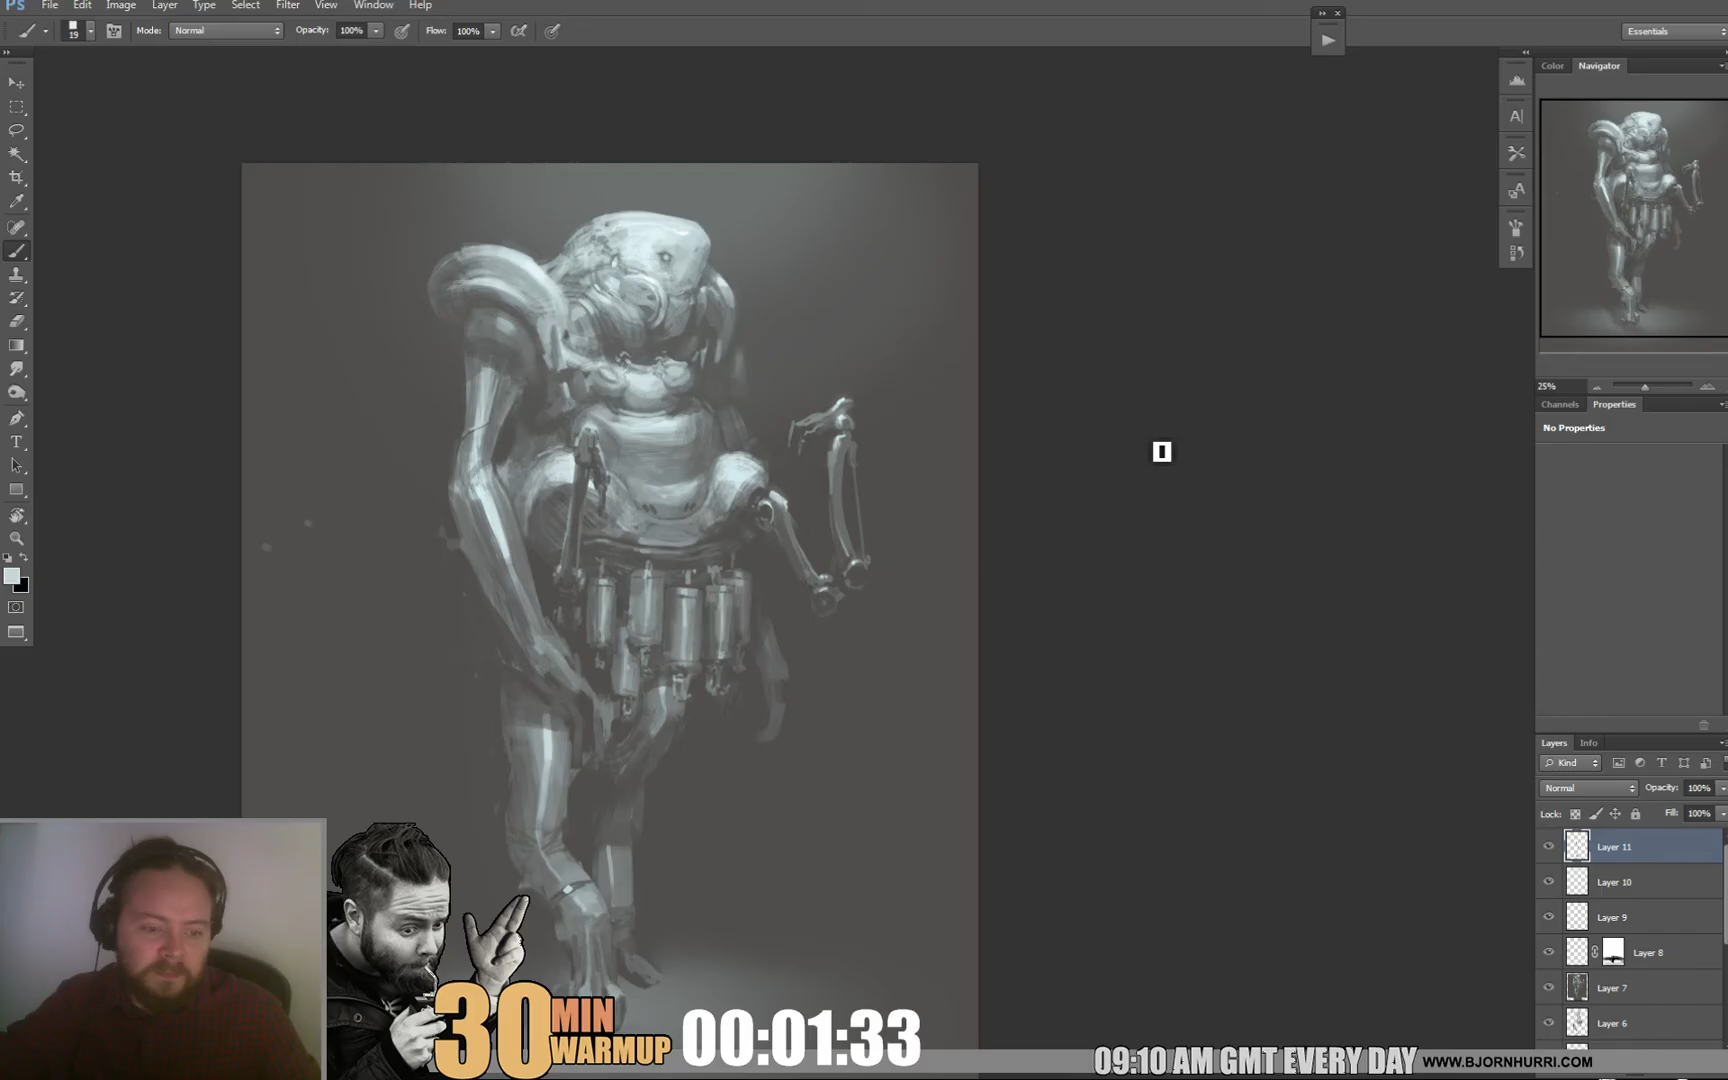 Ps File Edit Image Layer Type Select Filter View Window Help
19 Mode: Normal Opacity: 100% Flow: 100% Essentials
Color Navigator
25%
Channels Properties
No Properties
Layers Info
Kind
Normal Opacity: 100%
Lock: Fill: 100%
Layer 11
Layer 10
Layer 9
Layer 8
Layer 7
Layer 6
30 MIN WARMUP
00:01:33
09:10 AM GMT EVERY DAY WWW.BJORNHURRI.COM